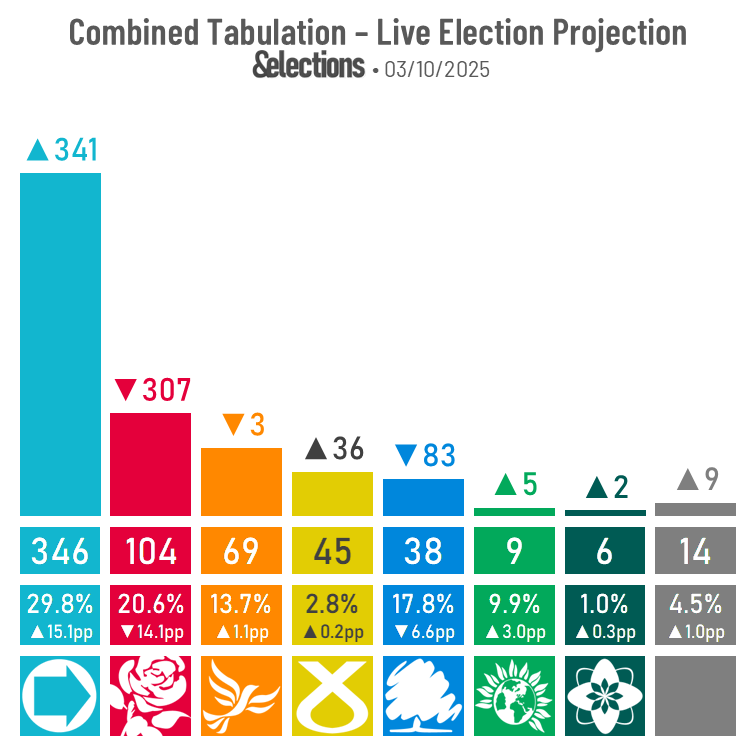 Combined Tabulation – Live Election Projection
&elections • 03/10/2025
▲341
▼307
▼3
▲36
▼83
▲5
▲2
▲9
346 104 69 45 38 9 6 14
29.8% 20.6% 13.7% 2.8% 17.8% 9.9% 1.0% 4.5%
▲15.1pp ▼14.1pp ▲1.1pp ▲0.2pp ▼6.6pp ▲3.0pp ▲0.3pp ▲1.0pp